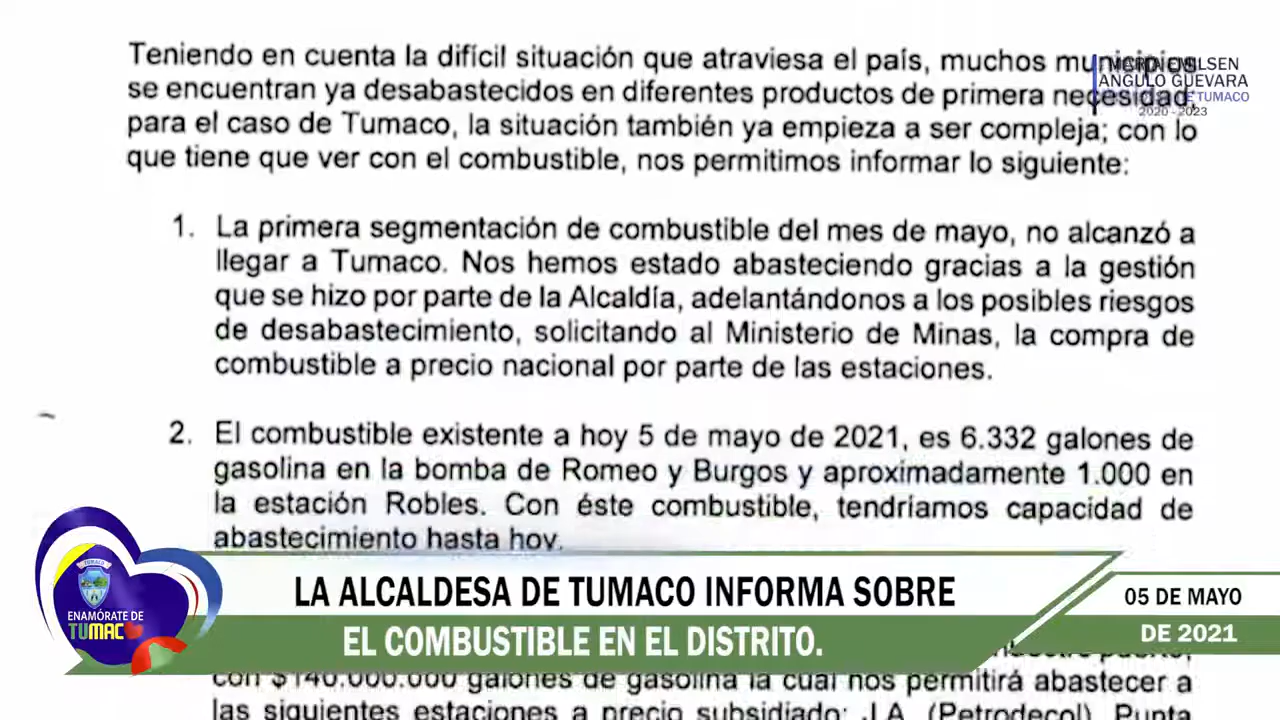 Teniendo en cuenta la difícil situación que atraviesa el país, muchos municipios
se encuentran ya desabastecidos en diferentes productos de primera necesidad,
para el caso de Tumaco, la situación también ya empieza a ser compleja; con lo
que tiene que ver con el combustible, nos permitimos informar lo siguiente:
MARIA EMILSEN
ANGULO GUEVARA
DE TUMACO
2020 - 2023
1. La primera segmentación de combustible del mes de mayo, no alcanzó a
llegar a Tumaco. Nos hemos estado abasteciendo gracias a la gestión
que se hizo por parte de la Alcaldía, adelantándonos a los posibles riesgos
de desabastecimiento, solicitando al Ministerio de Minas, la compra de
combustible a precio nacional por parte de las estaciones.
2. El combustible existente a hoy 5 de mayo de 2021, es 6.332 galones de
gasolina en la bomba de Romeo y Burgos y aproximadamente 1.000 en
la estación Robles. Con éste combustible, tendríamos capacidad de
abastecimiento hasta hoy.
TUMACO
ENAMÓRATE DE
TUMACO
LA ALCALDESA DE TUMACO INFORMA SOBRE
EL COMBUSTIBLE EN EL DISTRITO.
05 DE MAYO
DE 2021
con $140.000.000 galones de gasolina la cual nos permitirá abastecer a
las siguientes estaciones a precio subsidiado: J.A. (Petrodecol), Punta